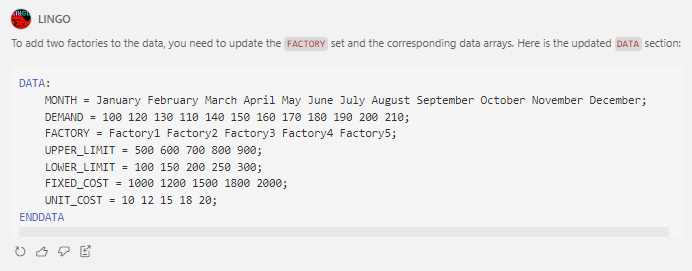 LINGO
To add two factories to the data, you need to update the FACTORY set and the corresponding data arrays. Here is the updated DATA section:
DATA:
MONTH = January February March April May June July August September October November December;
DEMAND = 100 120 130 110 140 150 160 170 180 190 200 210;
FACTORY = Factory1 Factory2 Factory3 Factory4 Factory5;
UPPER_LIMIT = 500 600 700 800 900;
LOWER_LIMIT = 100 150 200 250 300;
FIXED_COST = 1000 1200 1500 1800 2000;
UNIT_COST = 10 12 15 18 20;
ENDDATA